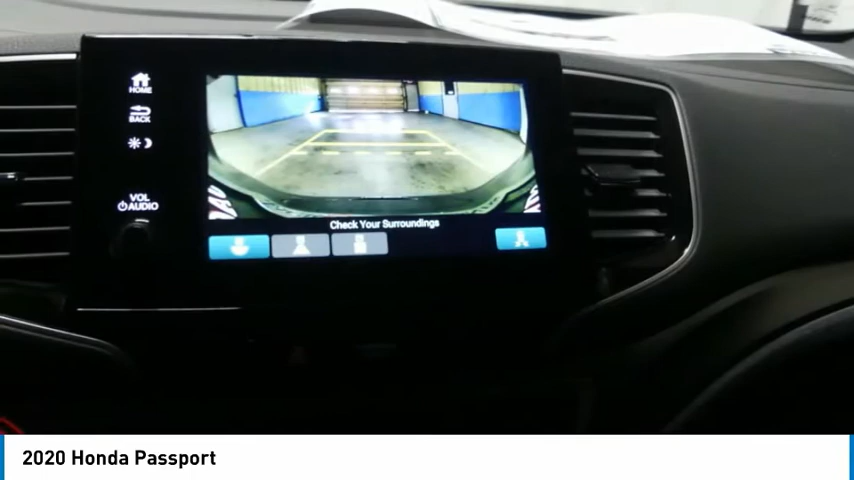 HOME
BACK
VOL
AUDIO
Check Your Surroundings
2020 Honda Passport